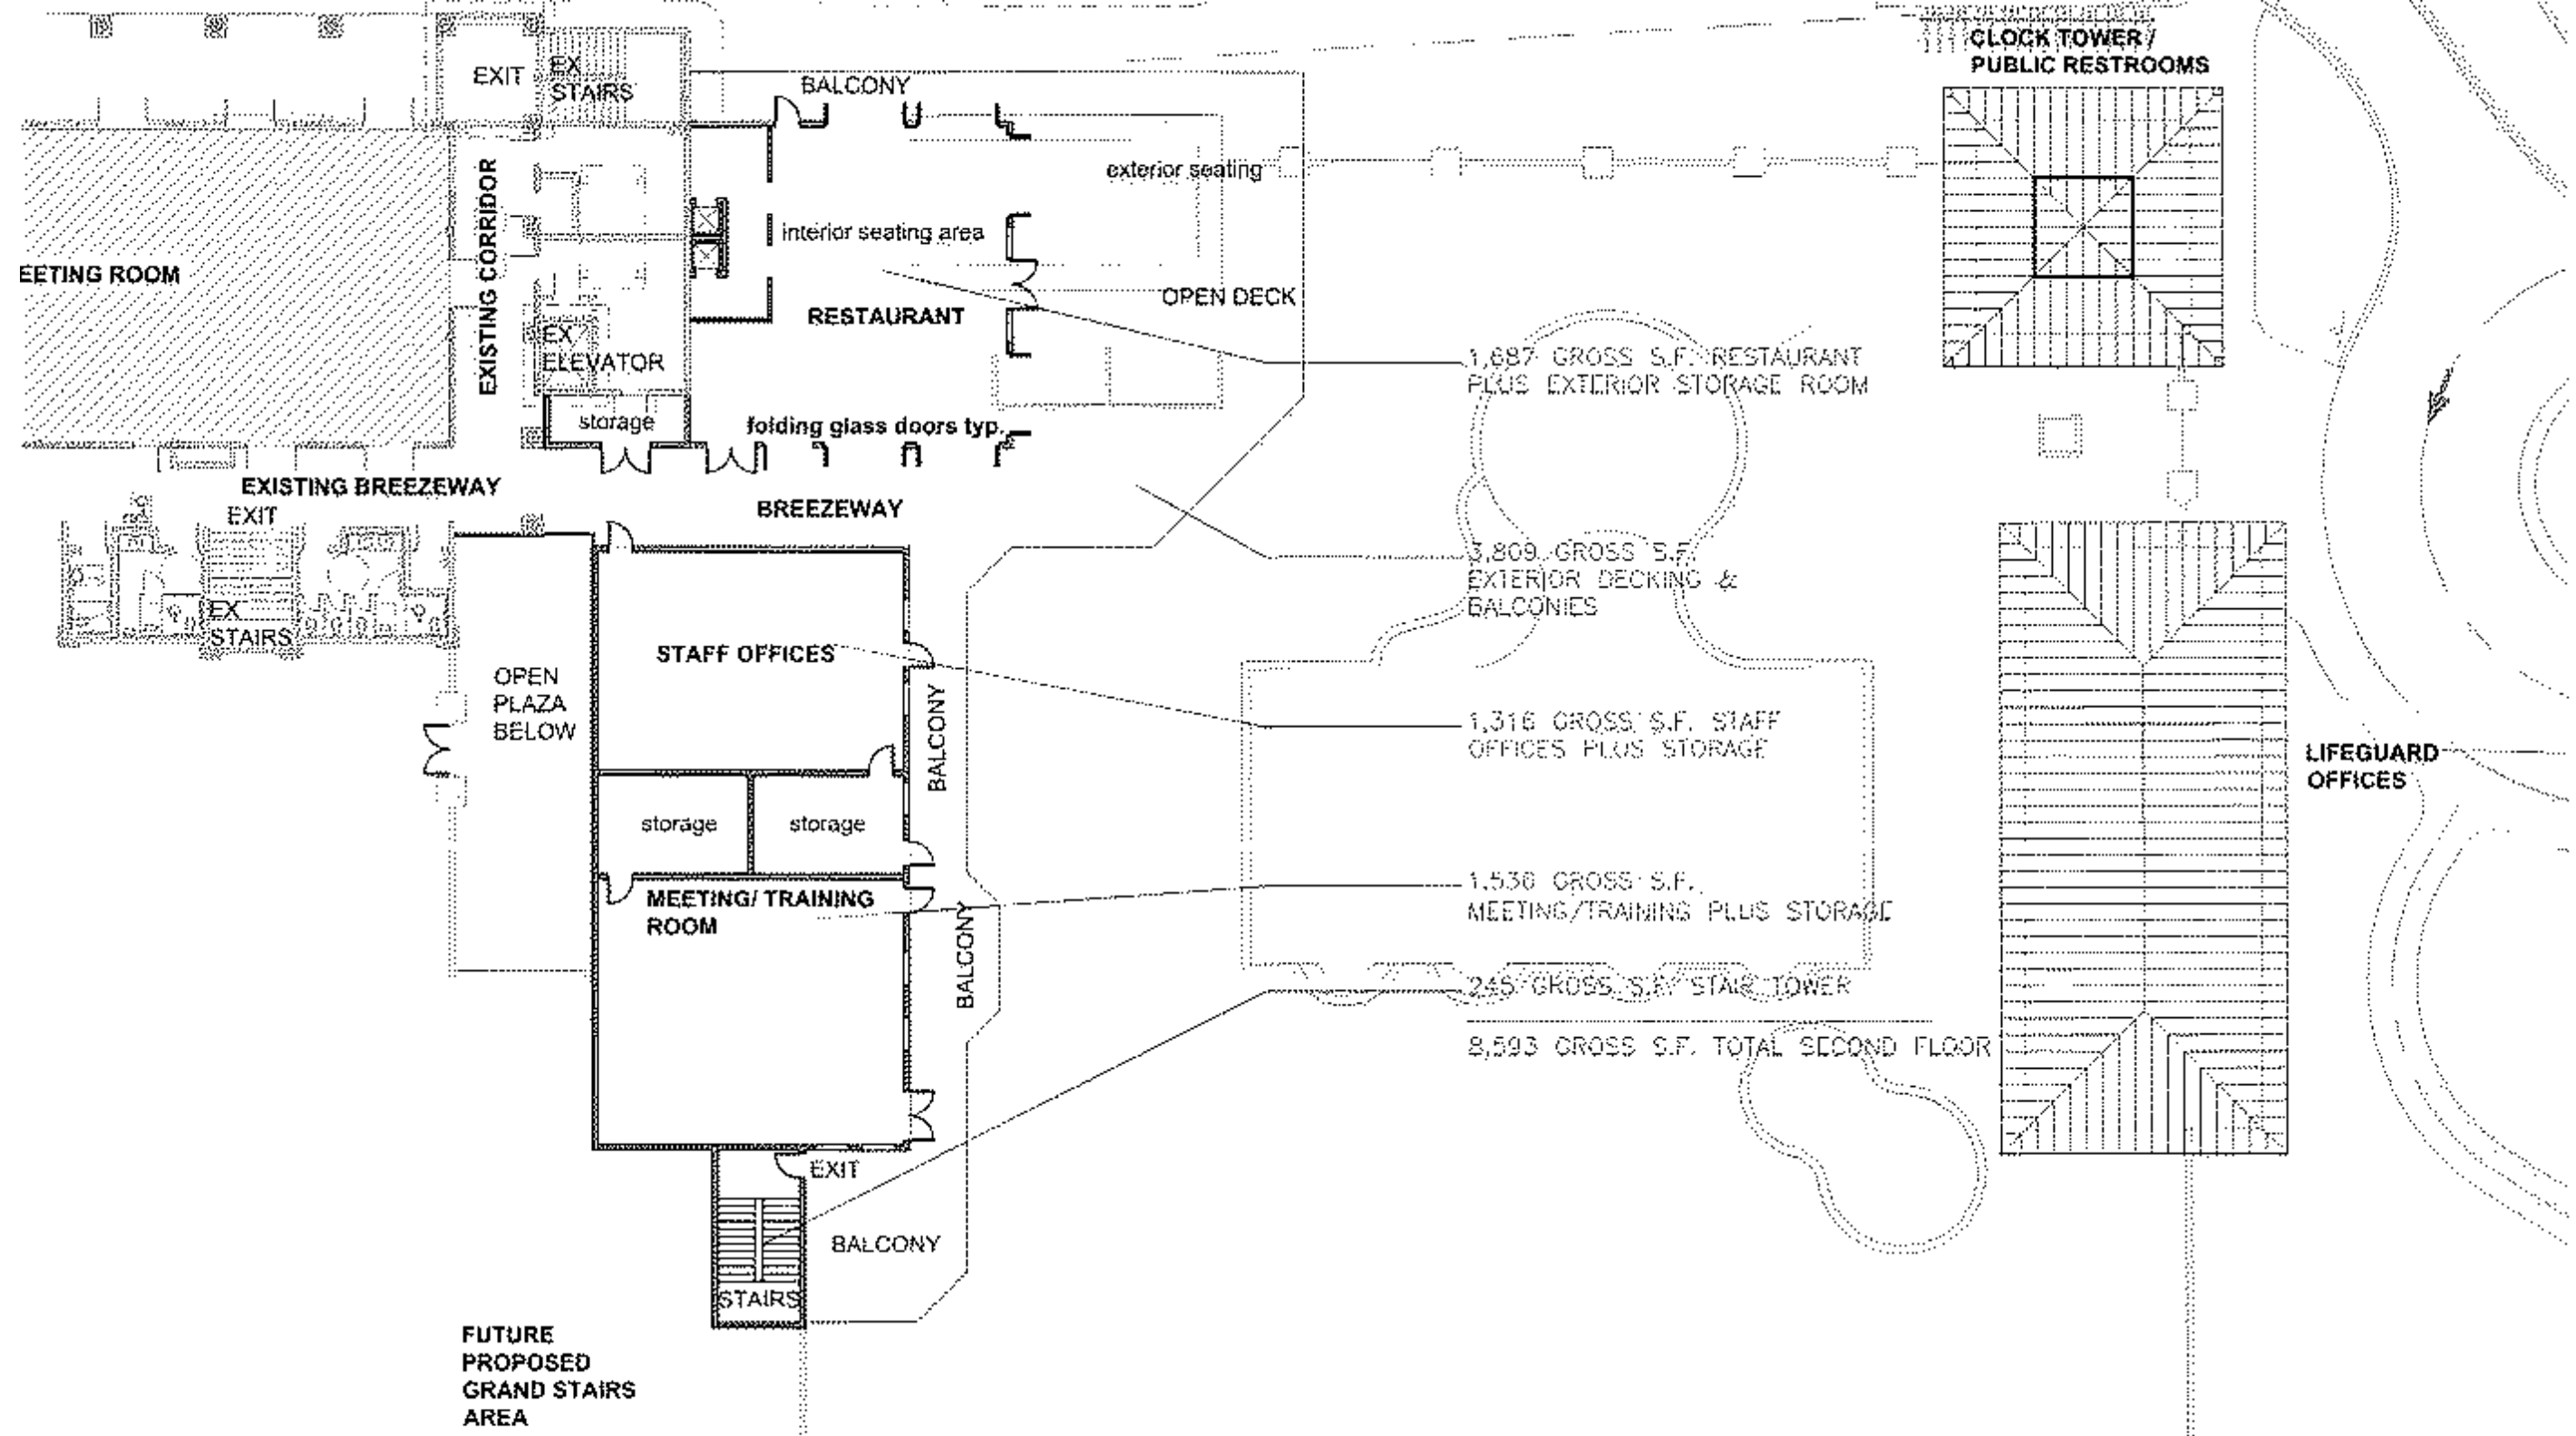 CLOCK TOWER /
PUBLIC RESTROOMS
EXIT
EX
STAIRS
BALCONY
exterior seating
EXISTING CORRIDOR
interior seating area
EETING ROOM
OPEN DECK
RESTAURANT
EX
ELEVATOR
1,687 GROSS S.F. RESTAURANT
PLUS EXTERIOR STORAGE ROOM
storage
folding glass doors typ.
EXISTING BREEZEWAY
BREEZEWAY
EXIT
3,809 GROSS S.F.
EXTERIOR DECKING &
BALCONIES
EX
STAIRS
STAFF OFFICES
OPEN
PLAZA
BELOW
BALCONY
1,316 GROSS S.F. STAFF
OFFICES PLUS STORAGE
LIFEGUARD
OFFICES
storage
storage
MEETING/ TRAINING
ROOM
1,536 GROSS S.F.
MEETING/TRAINING PLUS STORAGE
BALCONY
245 GROSS S.F. STAIR TOWER
8,593 GROSS S.F. TOTAL SECOND FLOOR
EXIT
BALCONY
STAIRS
FUTURE
PROPOSED
GRAND STAIRS
AREA